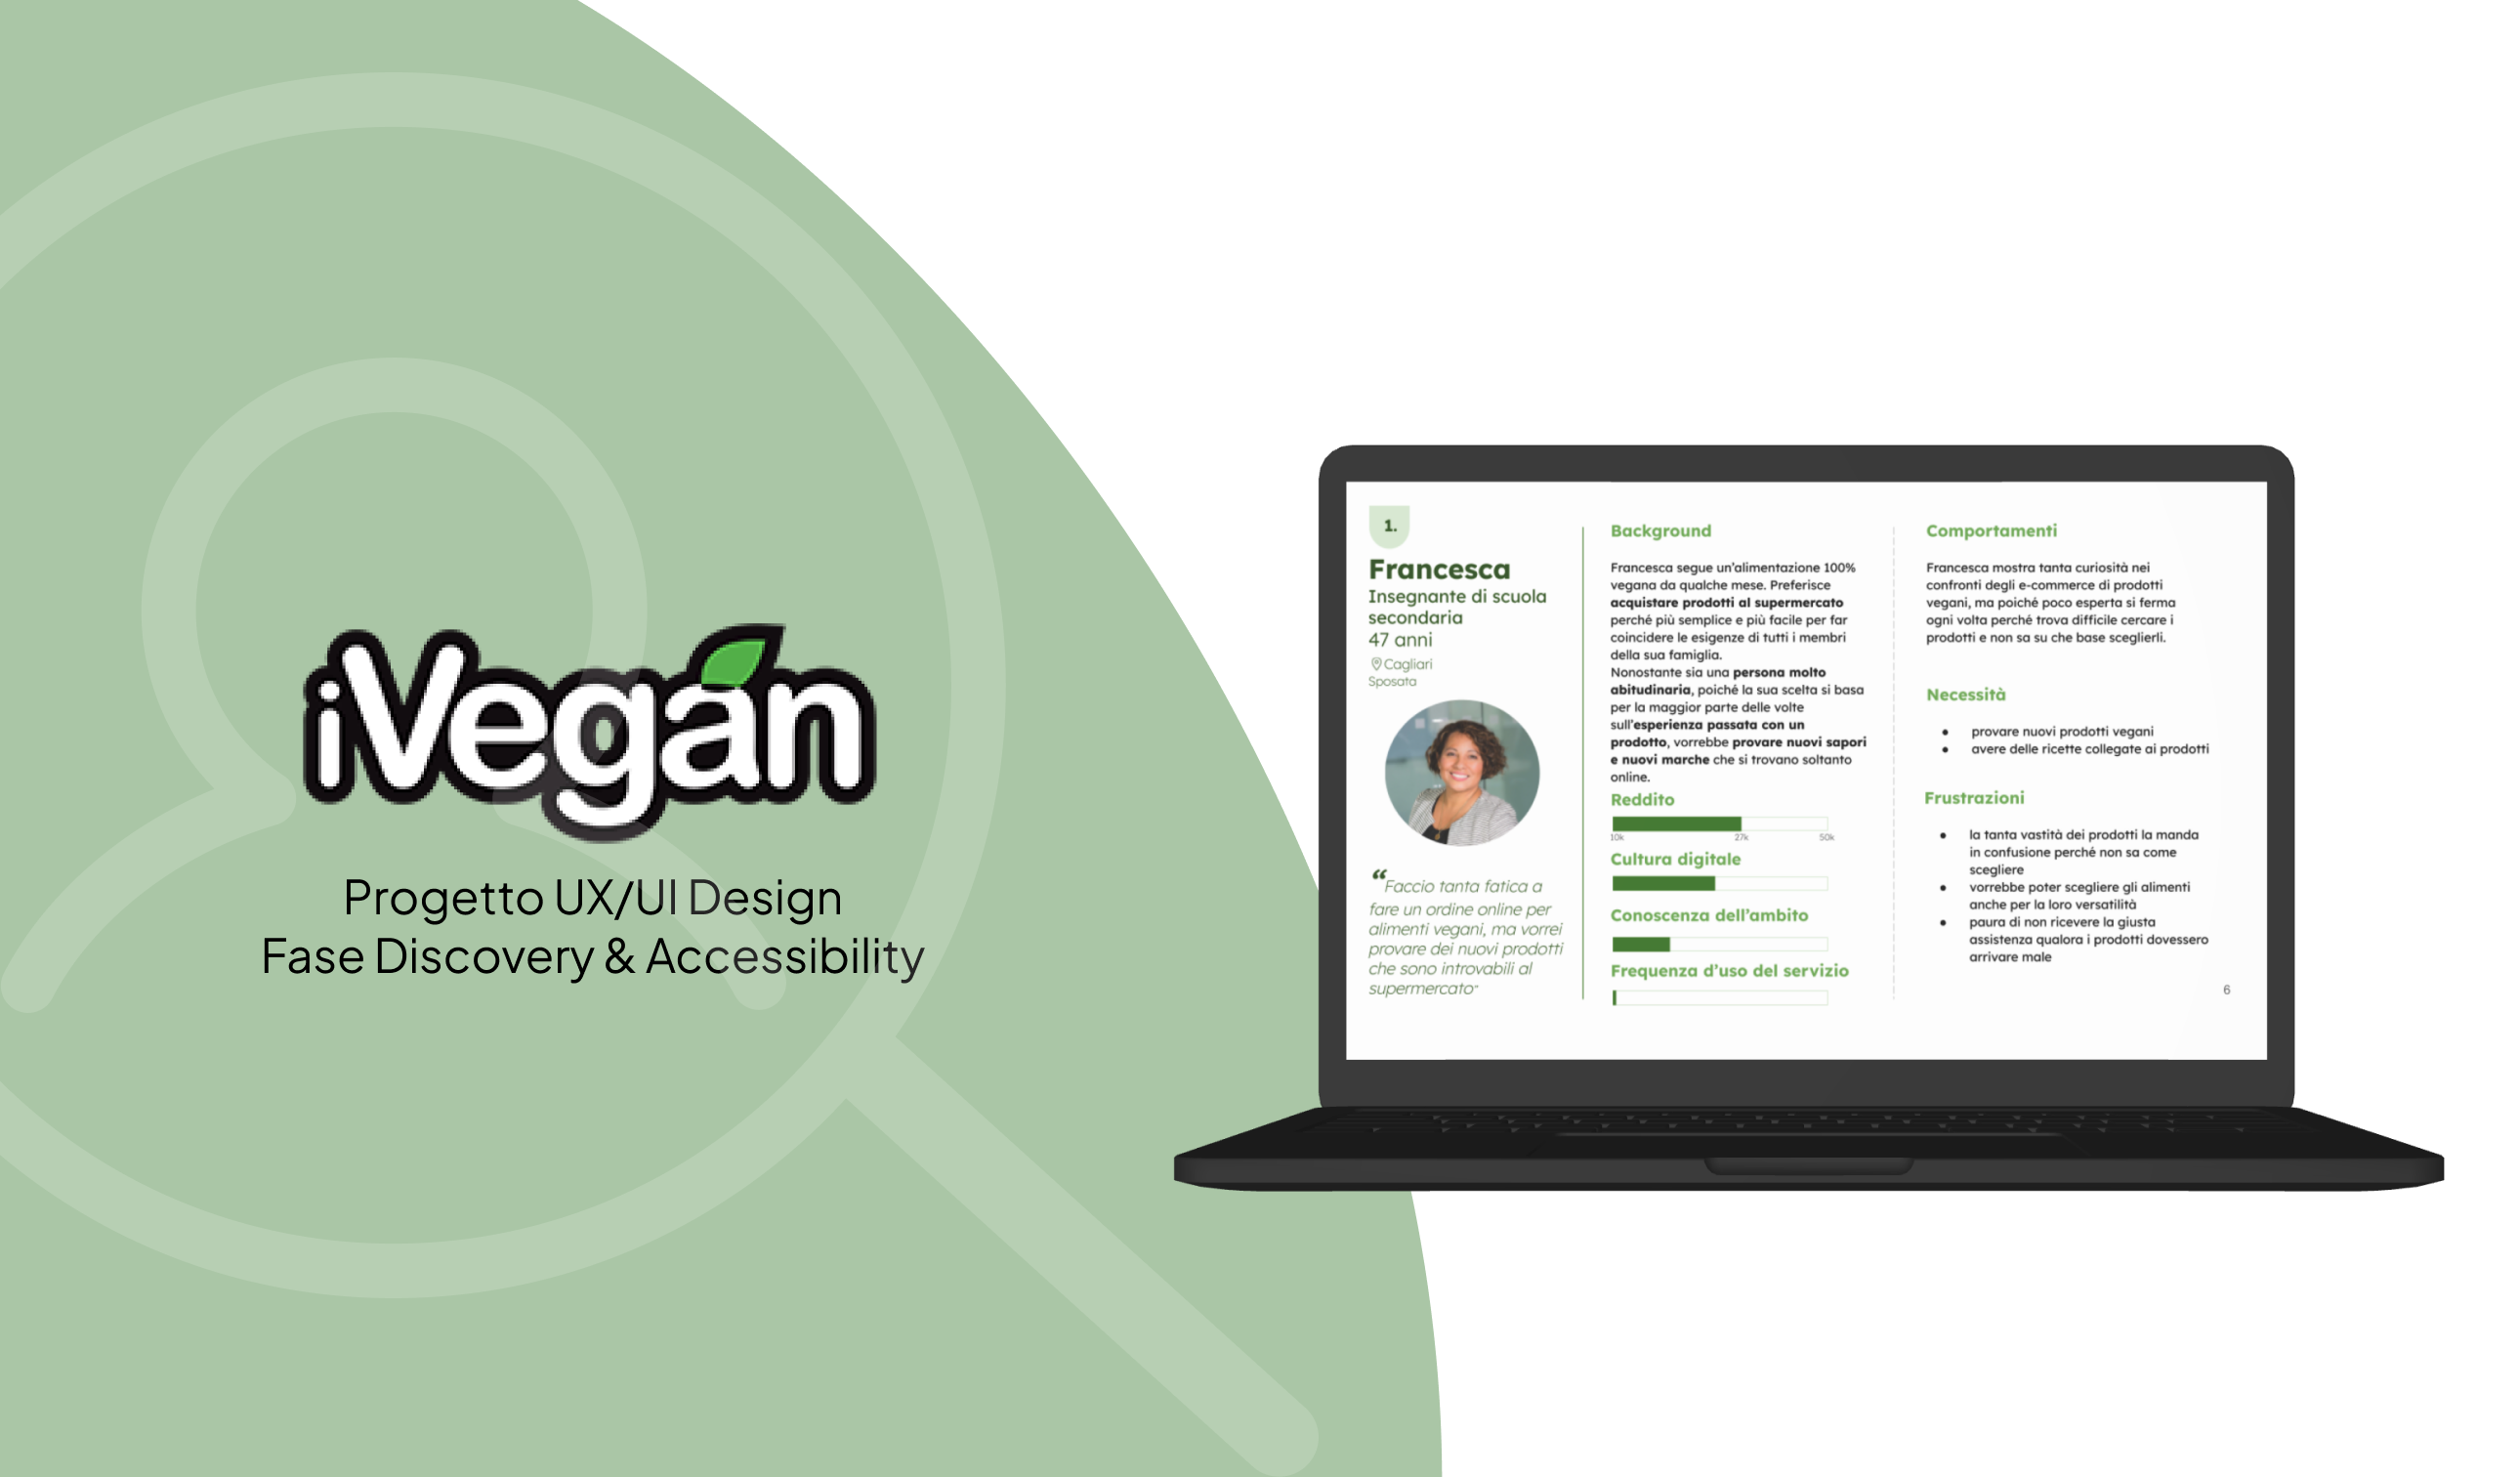 iVegan
Progetto UX/UI Design
Fase Discovery & Accessibility
1.
Francesca
Insegnante di scuola
secondaria
47 anni
Cagliari
Sposata
“Faccio tanta fatica a
fare un ordine online per
alimenti vegani, ma vorrei
provare dei nuovi prodotti
che sono introvabili al
supermercato"
Background
Francesca segue un’alimentazione 100%
vegana da qualche mese. Preferisce
acquistare prodotti al supermercato
perché più semplice e più facile per far
coincidere le esigenze di tutti i membri
della sua famiglia.
Nonostante sia una persona molto
abitudinaria, poiché la sua scelta si basa
per la maggior parte delle volte
sull’esperienza passata con un
prodotto, vorrebbe provare nuovi sapori
e nuovi marche che si trovano soltanto
online.
Reddito
10k 27k 50k
Cultura digitale
Conoscenza dell’ambito
Frequenza d’uso del servizio
Comportamenti
Francesca mostra tanta curiosità nei
confronti degli e-commerce di prodotti
vegani, ma poiché poco esperta si ferma
ogni volta perché trova difficile cercare i
prodotti e non sa su che base sceglierli.
Necessità
● provare nuovi prodotti vegani
● avere delle ricette collegate ai prodotti
Frustrazioni
● la tanta vastità dei prodotti la manda
in confusione perché non sa come
scegliere
● vorrebbe poter scegliere gli alimenti
anche per la loro versatilità
● paura di non ricevere la giusta
assistenza qualora i prodotti dovessero
arrivare male
6